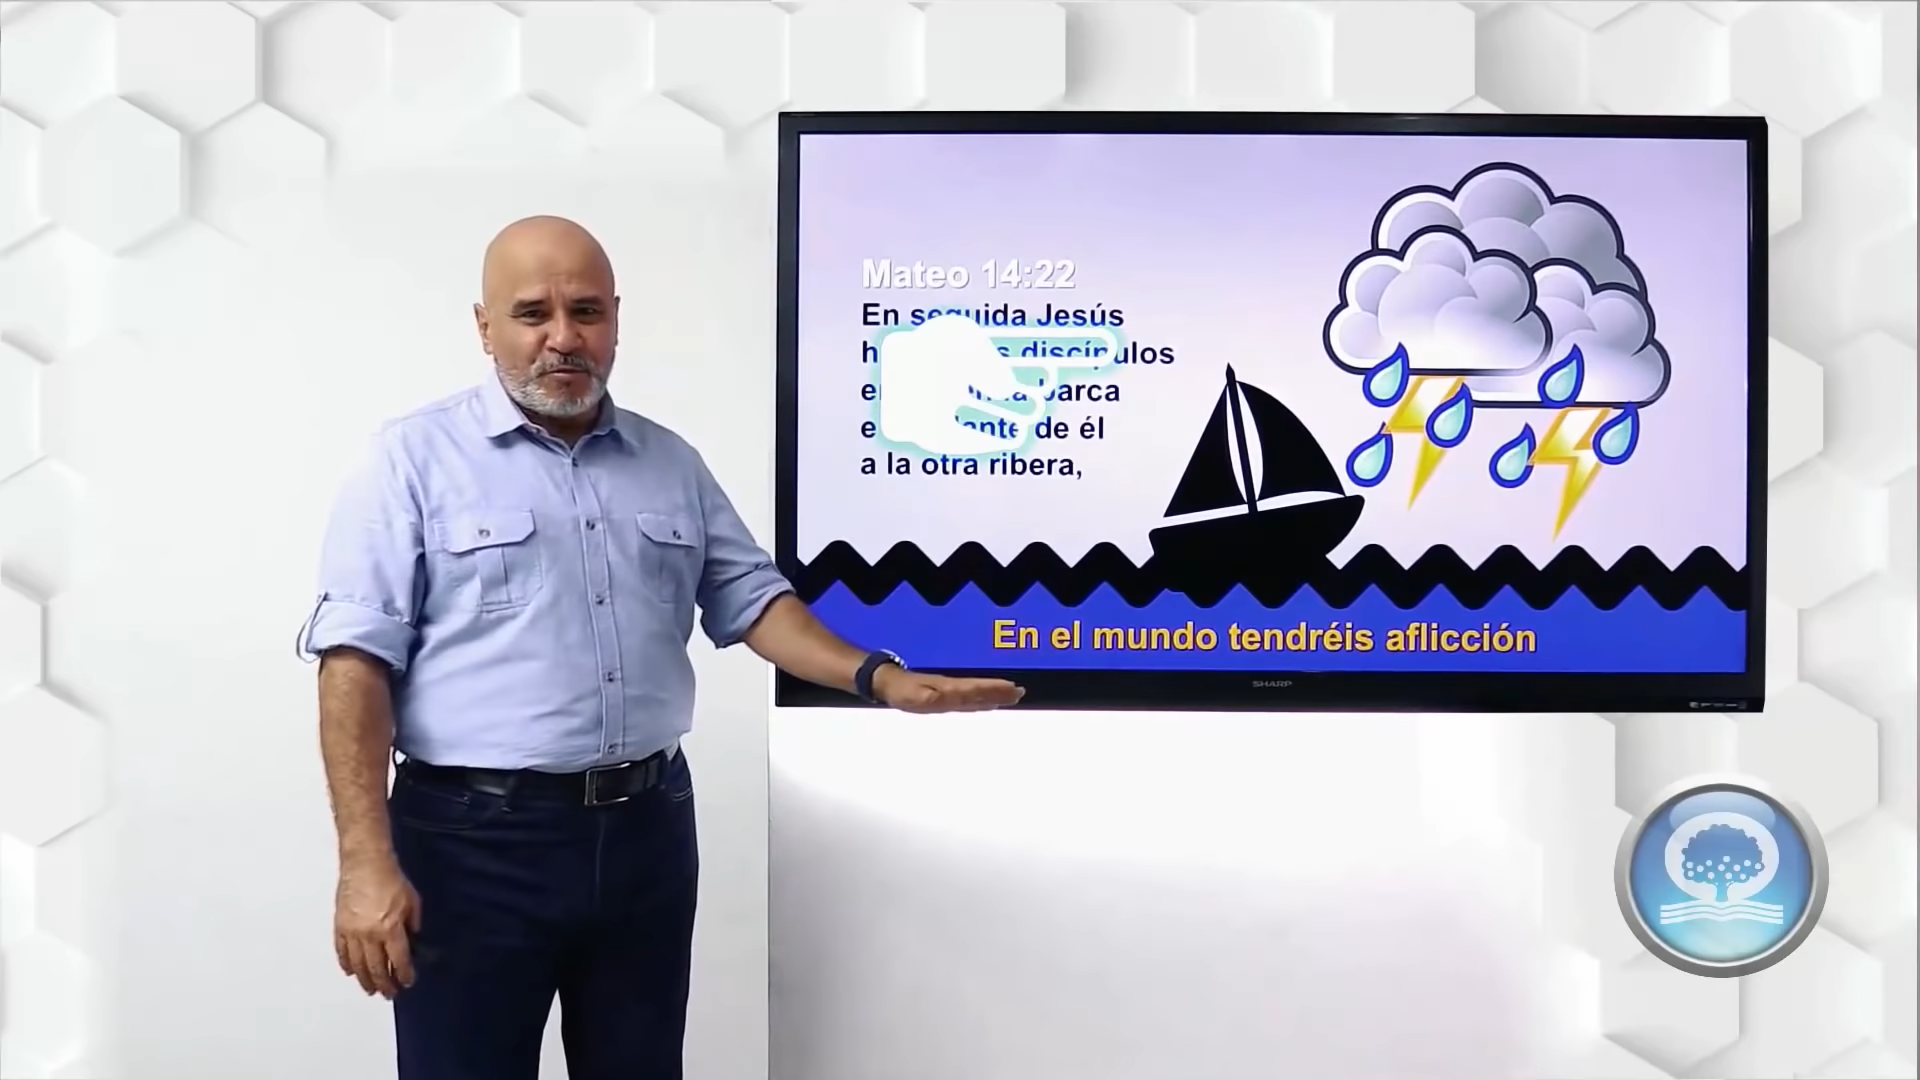 Mateo 14:22
En seguida Jesús
discípulos
barca
de él
a la otra ribera,
En el mundo tendréis aflicción
SHARP